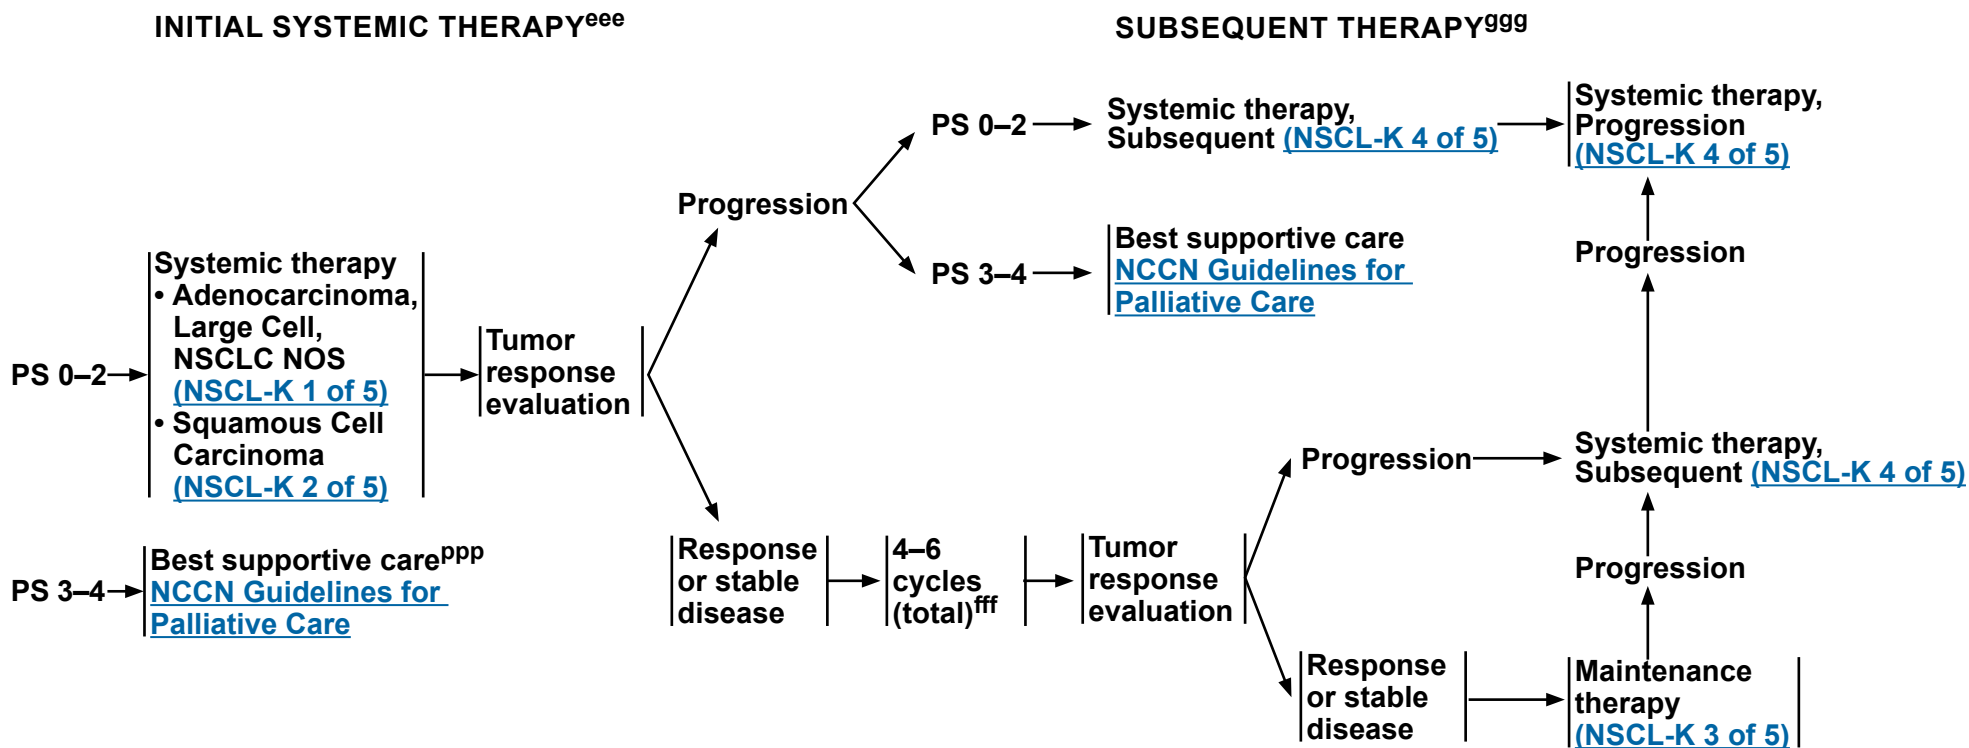 INITIAL SYSTEMIC THERAPYeee
SUBSEQUENT THERAPYggg
PS 0–2
Systemic therapy
• Adenocarcinoma,
Large Cell,
NSCLC NOS
(NSCL-K 1 of 5)
• Squamous Cell
Carcinoma
(NSCL-K 2 of 5)
PS 3–4
Best supportive careppp
NCCN Guidelines for
Palliative Care
Tumor
response
evaluation
Progression
PS 0–2
Systemic therapy,
Subsequent (NSCL-K 4 of 5)
Systemic therapy,
Progression
(NSCL-K 4 of 5)
PS 3–4
Best supportive care
NCCN Guidelines for
Palliative Care
Progression
Response
or stable
disease
4–6
cycles
(total)fff
Tumor
response
evaluation
Progression
Systemic therapy,
Subsequent (NSCL-K 4 of 5)
Progression
Response
or stable
disease
Maintenance
therapy
(NSCL-K 3 of 5)